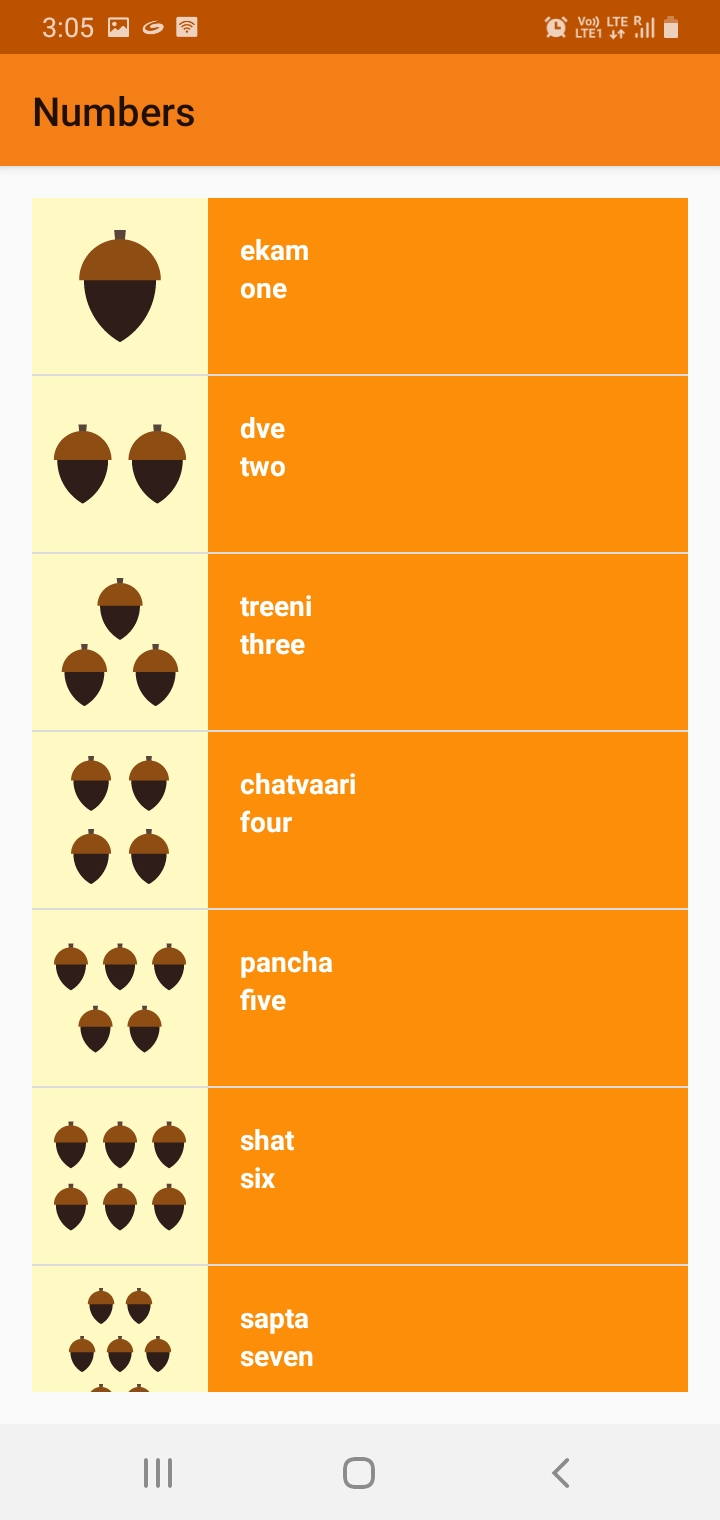 3:05 Vo)) LTE1 LTE R
Numbers
ekam
one
dve
two
treeni
three
chatvaari
four
pancha
five
shat
six
sapta
seven